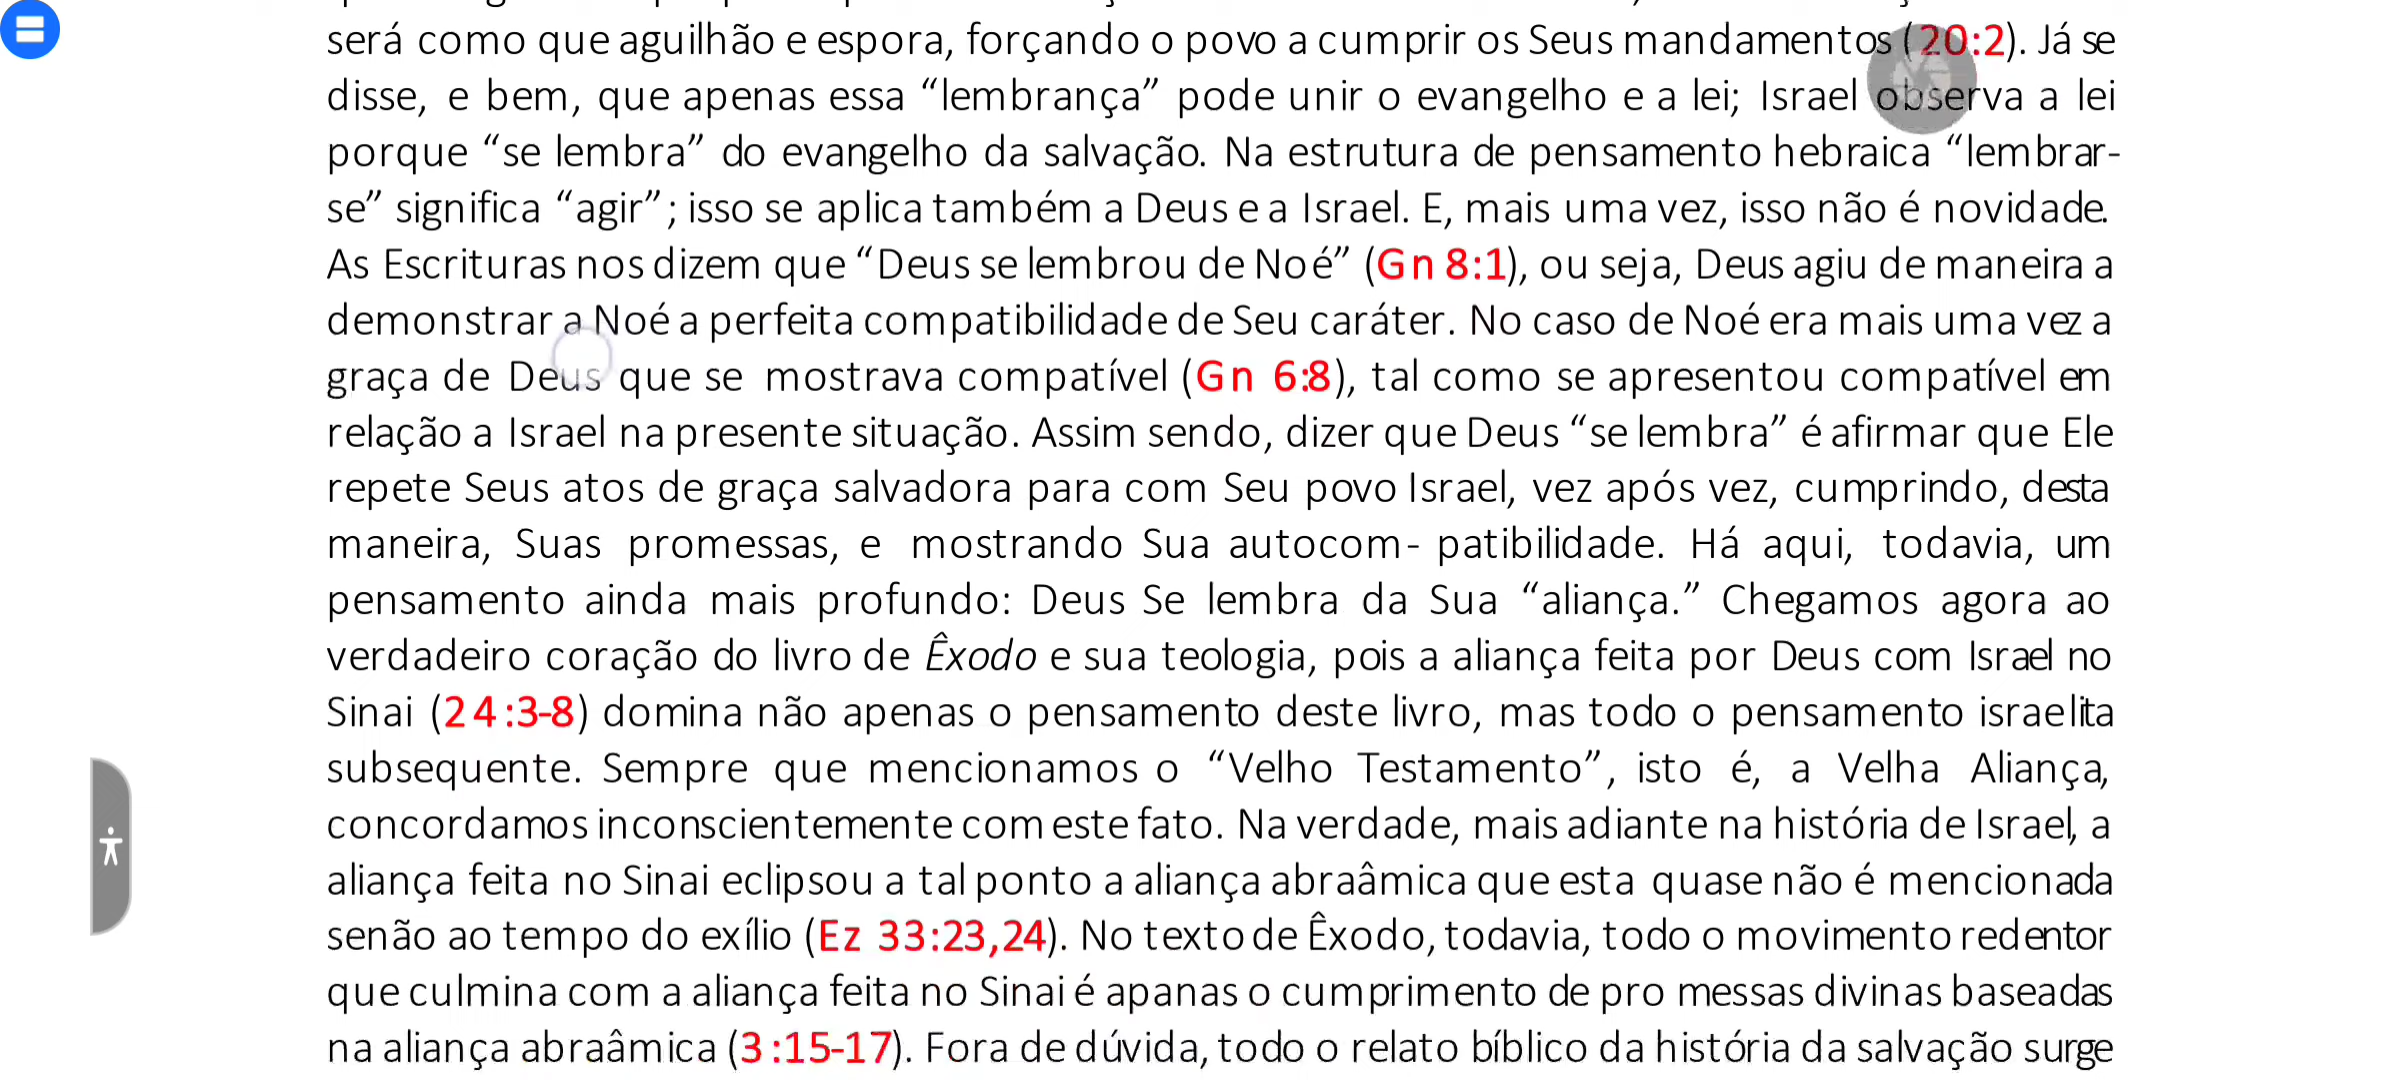 será como que aguilhão e espora, forçando o povo a cumprir os Seus mandamentos (20:2). Já se
disse, e bem, que apenas essa “lembrança” pode unir o evangelho e a lei; Israel observa a lei
porque “se lembra” do evangelho da salvação. Na estrutura de pensamento hebraica “lembrar-
se” significa “agir”; isso se aplica também a Deus e a Israel. E, mais uma vez, isso não é novidade.
As Escrituras nos dizem que “Deus se lembrou de Noé” (Gn 8:1), ou seja, Deus agiu de maneira a
demonstrar a Noé a perfeita compatibilidade de Seu caráter. No caso de Noé era mais uma vez a
graça de Deus que se mostrava compatível (Gn 6:8), tal como se apresentou compatível em
relação a Israel na presente situação. Assim sendo, dizer que Deus “se lembra” é afirmar que Ele
repete Seus atos de graça salvadora para com Seu povo Israel, vez após vez, cumprindo, desta
maneira, Suas promessas, e mostrando Sua autocom- patibilidade. Há aqui, todavia, um
pensamento ainda mais profundo: Deus Se lembra da Sua “aliança.” Chegamos agora ao
verdadeiro coração do livro de Êxodo e sua teologia, pois a aliança feita por Deus com Israel no
Sinai (24:3-8) domina não apenas o pensamento deste livro, mas todo o pensamento israelita
subsequente. Sempre que mencionamos o “Velho Testamento”, isto é, a Velha Aliança,
concordamos inconscientemente com este fato. Na verdade, mais adiante na história de Israel, a
aliança feita no Sinai eclipsou a tal ponto a aliança abraâmica que esta quase não é mencionada
senão ao tempo do exílio (Ez 33:23,24). No texto de Êxodo, todavia, todo o movimento redentor
que culmina com a aliança feita no Sinai é apanas o cumprimento de pro messas divinas baseadas
na aliança abraâmica (3:15-17). Fora de dúvida, todo o relato bíblico da história da salvação surge